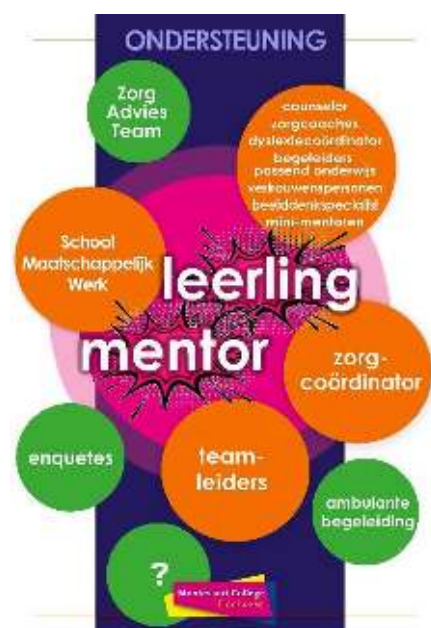 ONDERSTEUNING
Zorg
Advies
Team
counselor
zorgcoaches
dyslexiecoördinator
begeleiders
passend onderwijs
vertrouwenspersonen
beelddenkspecialist
mini-mentoren
School
Maatschappelijk
Werk
leerling
mentor
zorg-
coördinator
enquetes
team-
leiders
ambulante
begeleiding
?
College